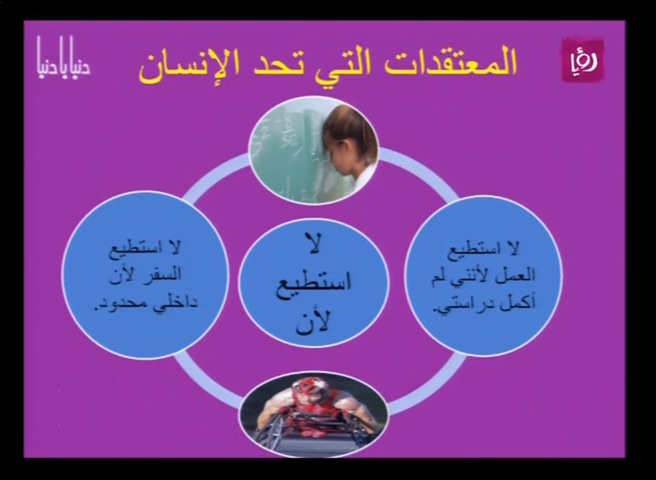 رؤيا
دنيا يا دنيا
المعتقدات التي تحد الإنسان
لا استطيع
العمل لأنني لم
أكمل دراستي.
لا
استطيع
لأن
لا استطيع
السفر لأن
داخلي محدود.